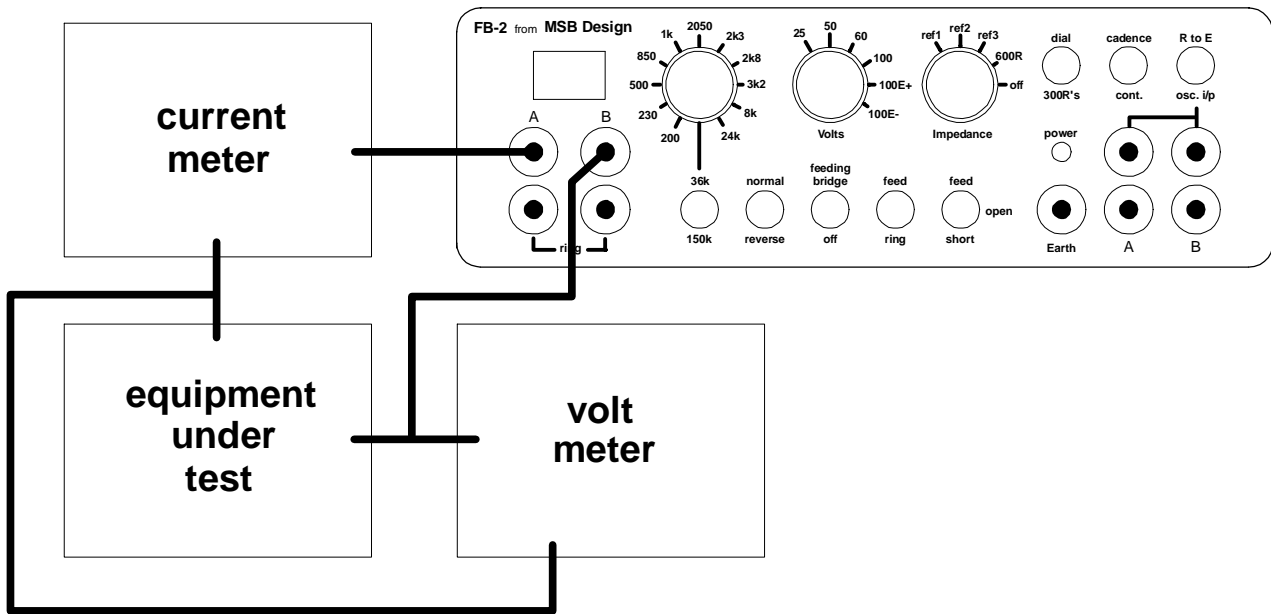 current
meter
equipment
under
test
volt
meter
FB-2 from MSB Design
A
B
ring
2050
1k
2k3
850
2k8
500
3k2
230
8k
200
24k
36k
150k
50
25
60
100
100E+
100E-
Volts
ref2
ref1
ref3
600R
off
Impedance
normal
reverse
feeding
bridge
off
feed
ring
feed
open
short
dial
300R's
cadence
cont.
R to E
osc. i/p
power
Earth
A
B